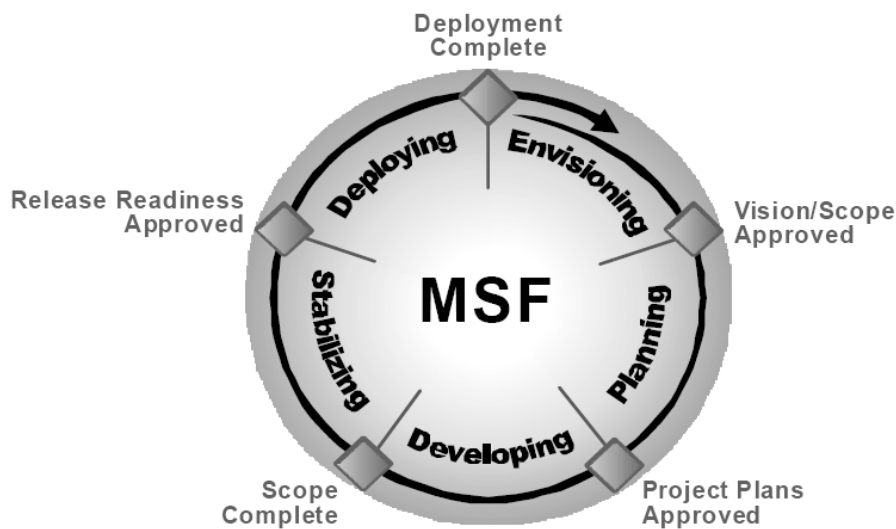 Deployment
Complete
Envisioning
Vision/Scope
Approved
Planning
Project Plans
Approved
Developing
Scope
Complete
Stabilizing
Release Readiness
Approved
Deploying
MSF